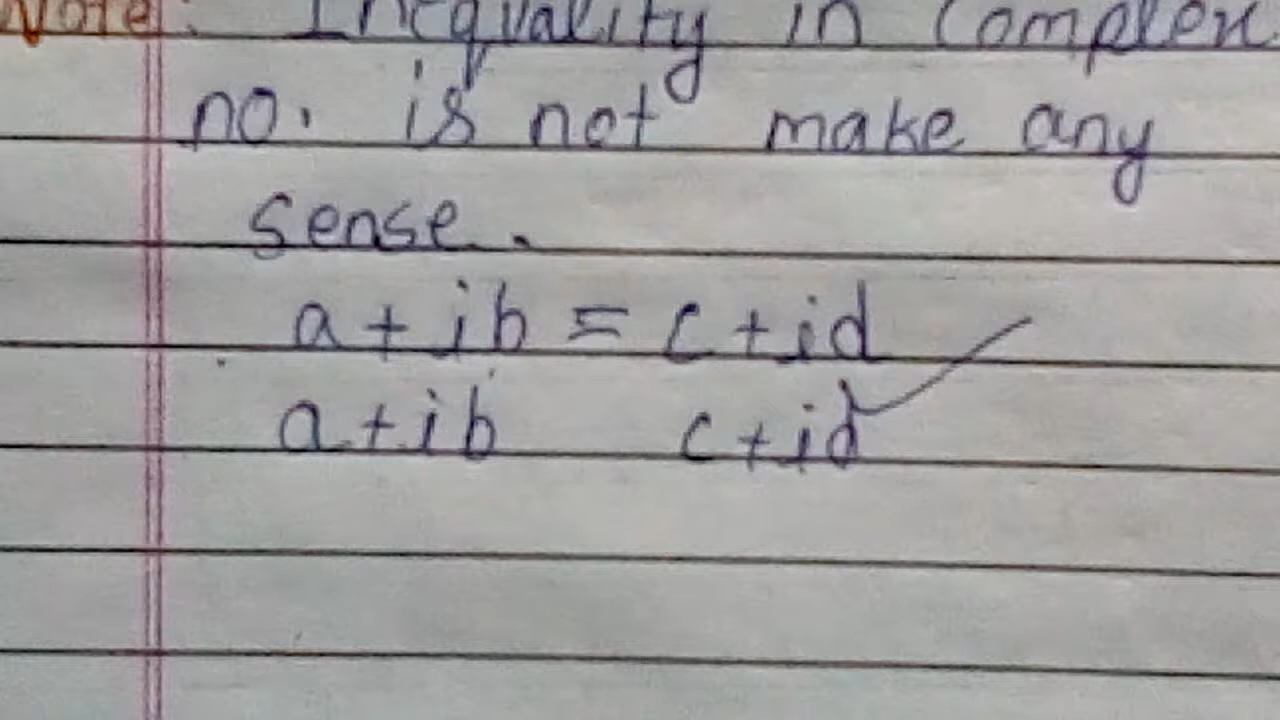 Note: Inequality in Complex
no. is not make any
sense.
a+ib = c+id
a+ib c+id